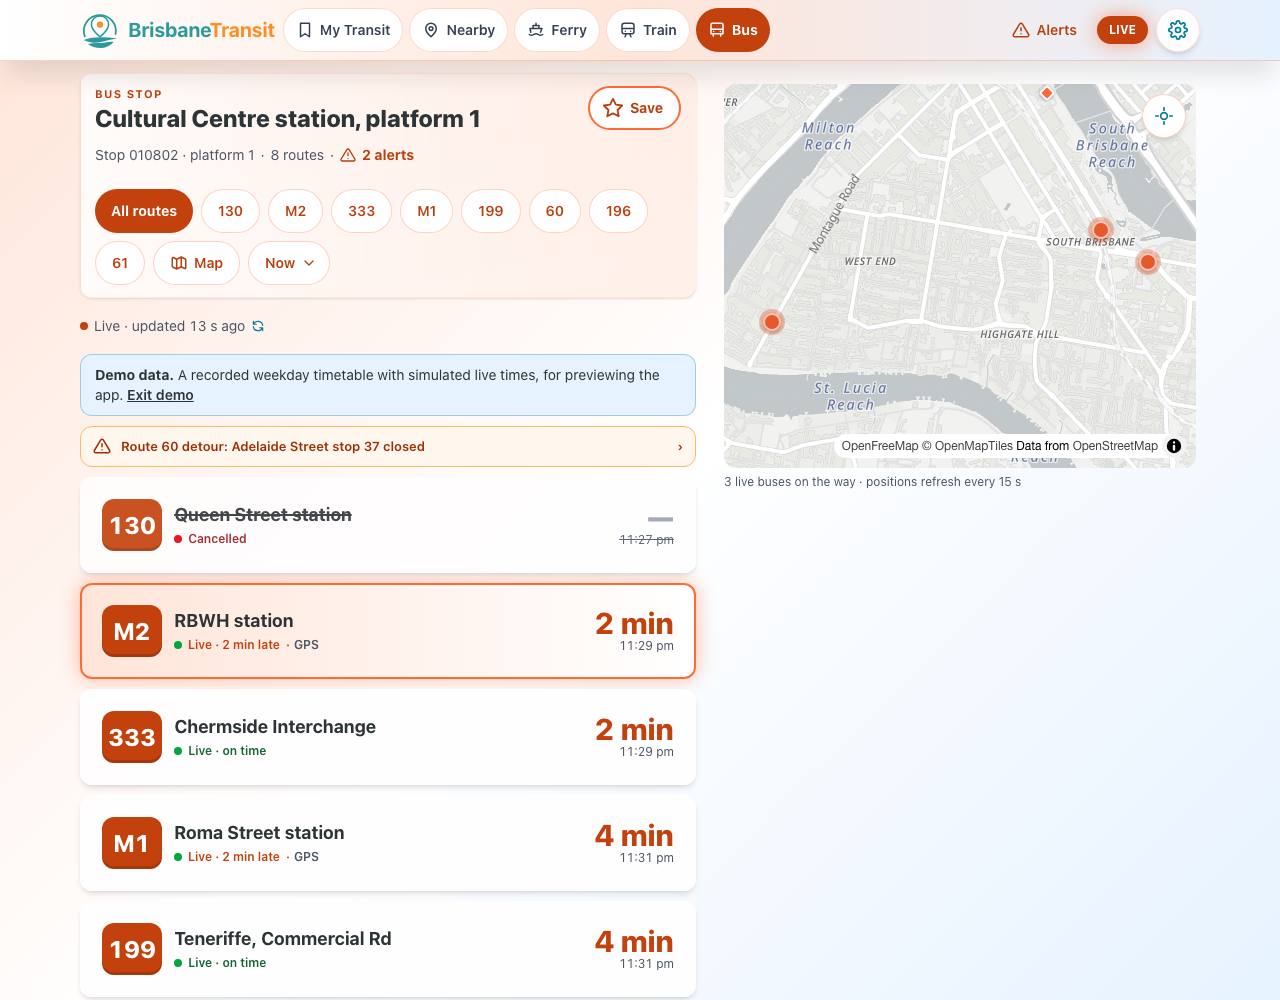 BrisbaneTransit
My Transit
Nearby
Ferry
Train
Bus
Alerts
LIVE
BUS STOP
Cultural Centre station, platform 1
Save
Stop 010802 · platform 1 · 8 routes · 2 alerts
All routes
130
M2
333
M1
199
60
196
61
Map
Now
Live · updated 13 s ago
Demo data. A recorded weekday timetable with simulated live times, for previewing the
app. Exit demo
Route 60 detour: Adelaide Street stop 37 closed ›
130
Queen Street station
Cancelled
—
11:27 pm
M2
RBWH station
Live · 2 min late · GPS
2 min
11:29 pm
333
Chermside Interchange
Live · on time
2 min
11:29 pm
M1
Roma Street station
Live · 2 min late · GPS
4 min
11:31 pm
199
Teneriffe, Commercial Rd
Live · on time
4 min
11:31 pm
Milton
Reach
South
Brisbane
Reach
Montague Road
SOUTH BRISBANE
WEST END
HIGHGATE HILL
St. Lucia
Reach
OpenFreeMap © OpenMapTiles Data from OpenStreetMap
3 live buses on the way · positions refresh every 15 s